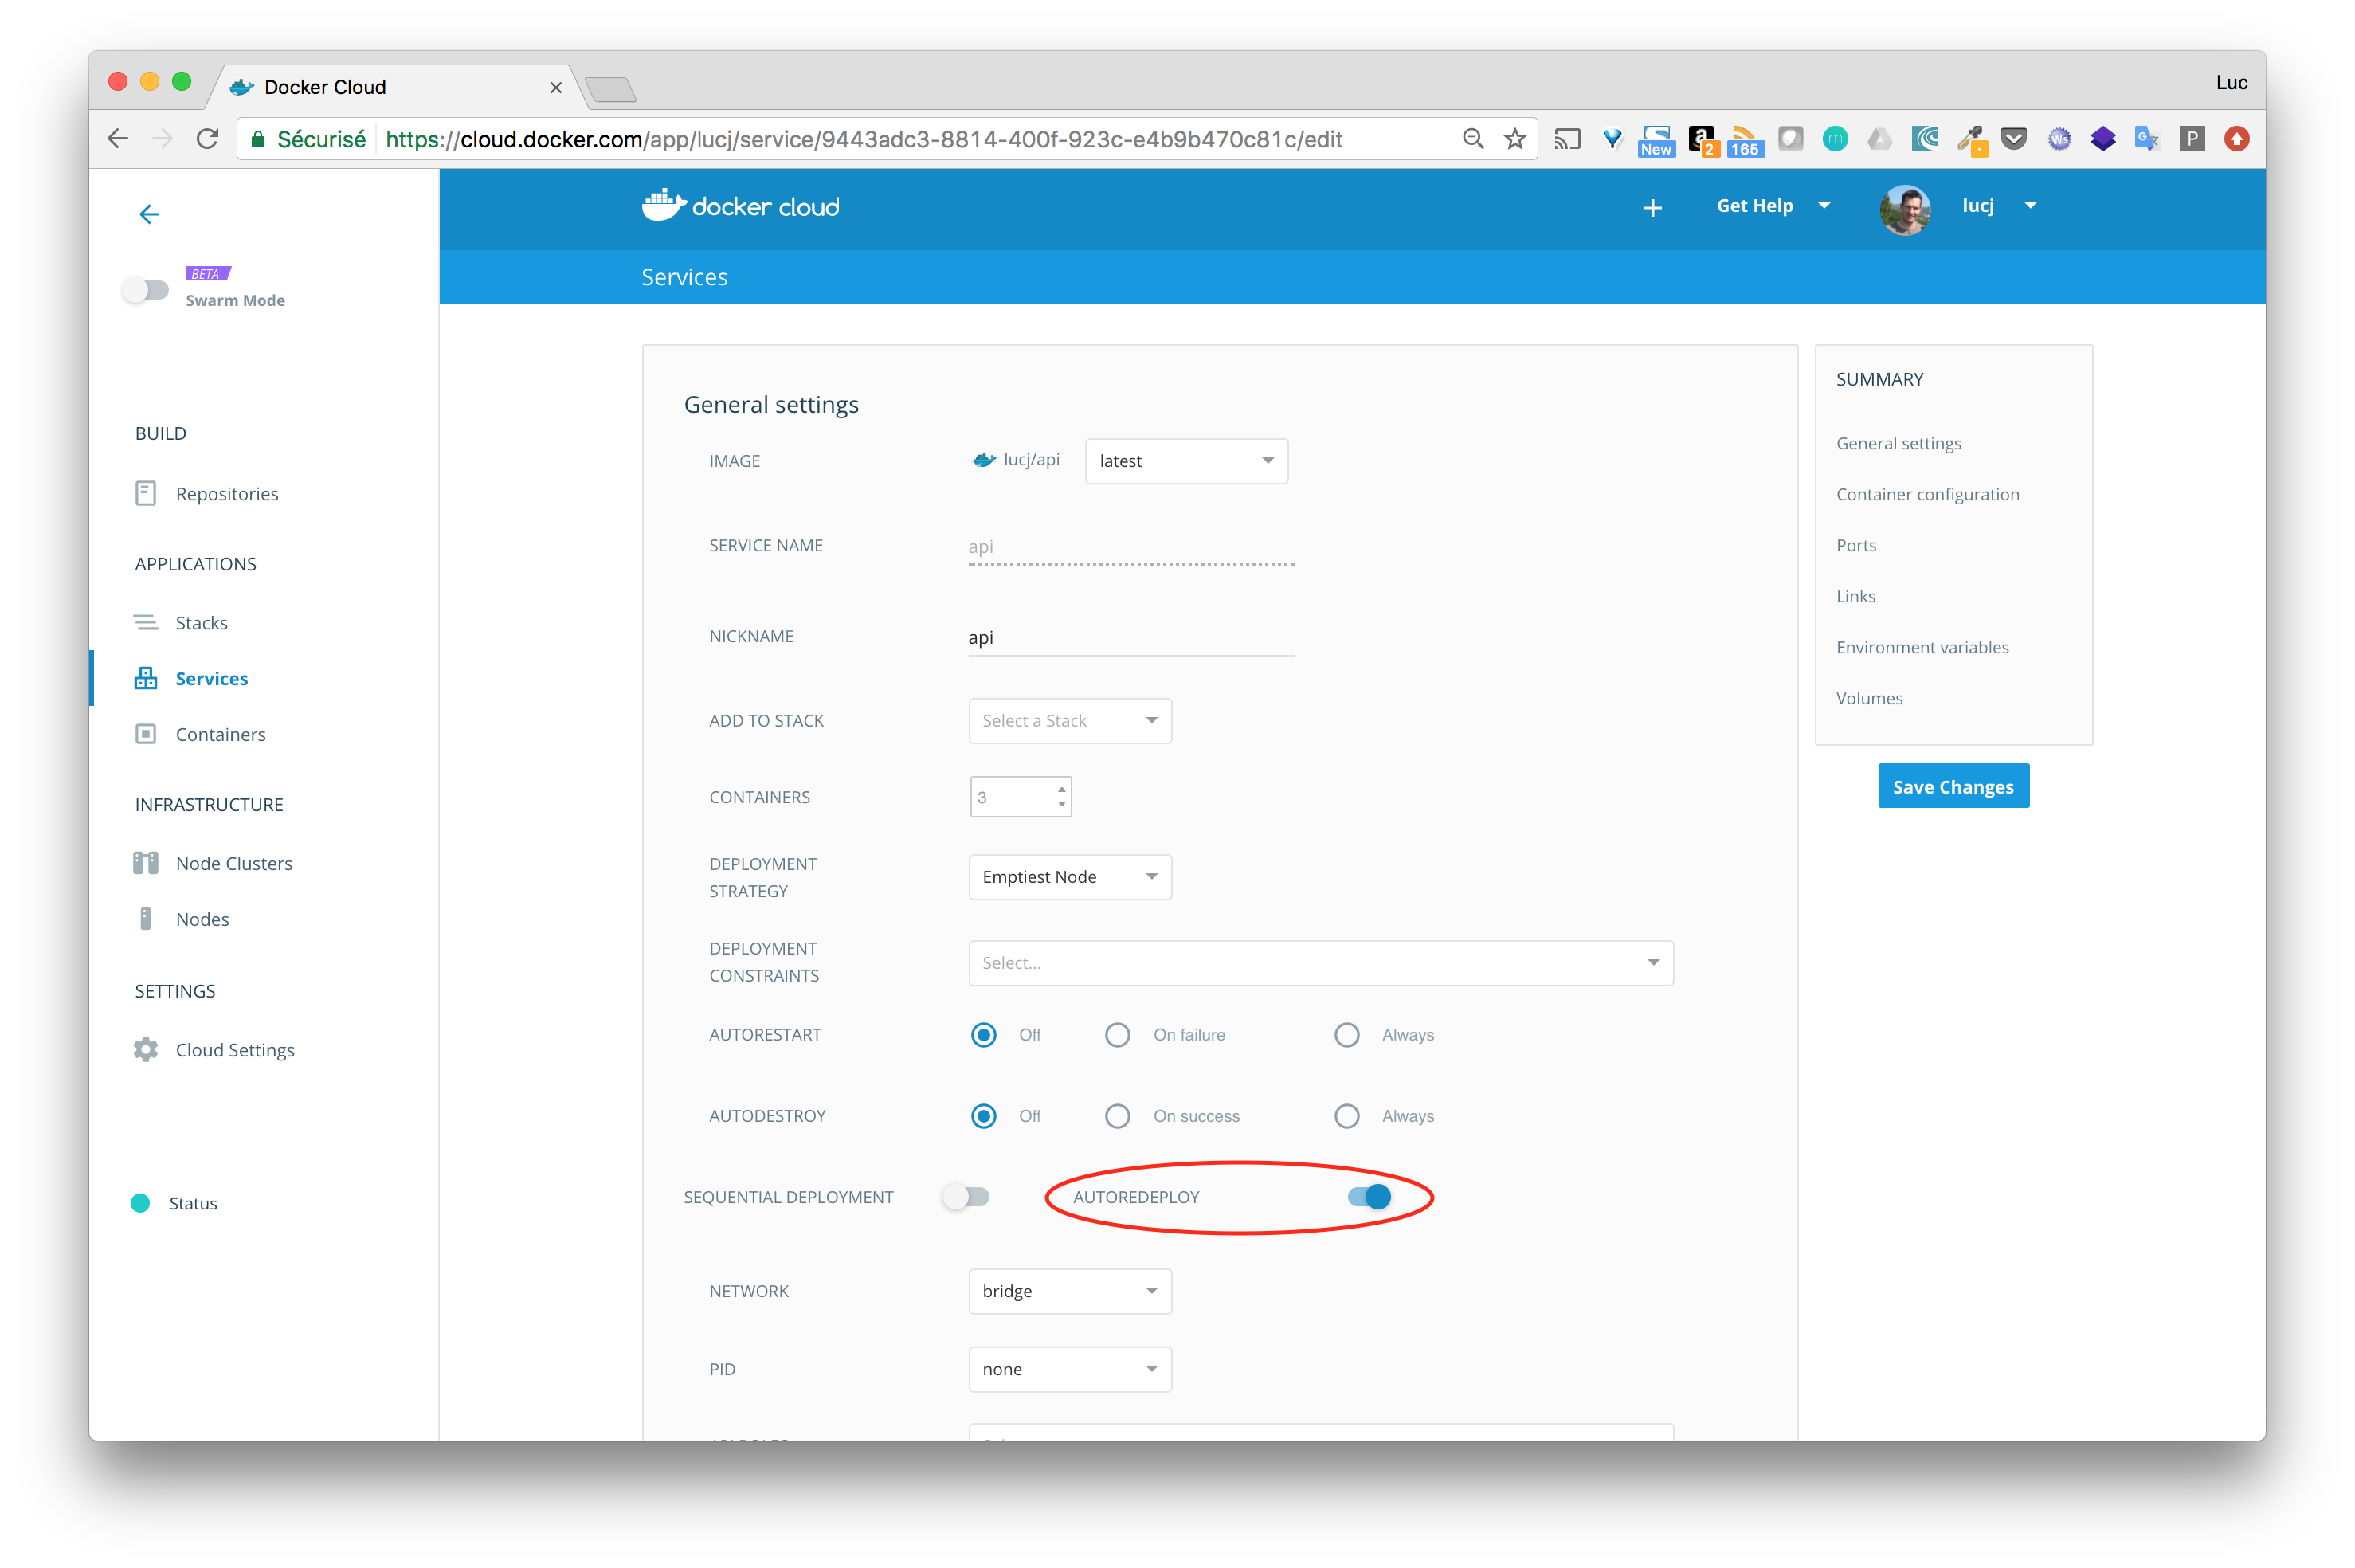 Docker Cloud
Luc
Sécurisé https://cloud.docker.com/app/lucj/service/9443adc3-8814-400f-923c-e4b9b470c81c/edit
New 2 165
docker cloud
Get Help
lucj
Services
BETA
Swarm Mode
BUILD
Repositories
APPLICATIONS
Stacks
Services
Containers
INFRASTRUCTURE
Node Clusters
Nodes
SETTINGS
Cloud Settings
Status
General settings
IMAGE lucj/api latest
SERVICE NAME api
NICKNAME api
ADD TO STACK Select a Stack
CONTAINERS 3
DEPLOYMENT
STRATEGY
Emptiest Node
DEPLOYMENT
CONSTRAINTS
Select...
AUTORESTART Off On failure Always
AUTODESTROY Off On success Always
SEQUENTIAL DEPLOYMENT AUTOREDEPLOY
NETWORK bridge
PID none
SUMMARY
General settings
Container configuration
Ports
Links
Environment variables
Volumes
Save Changes